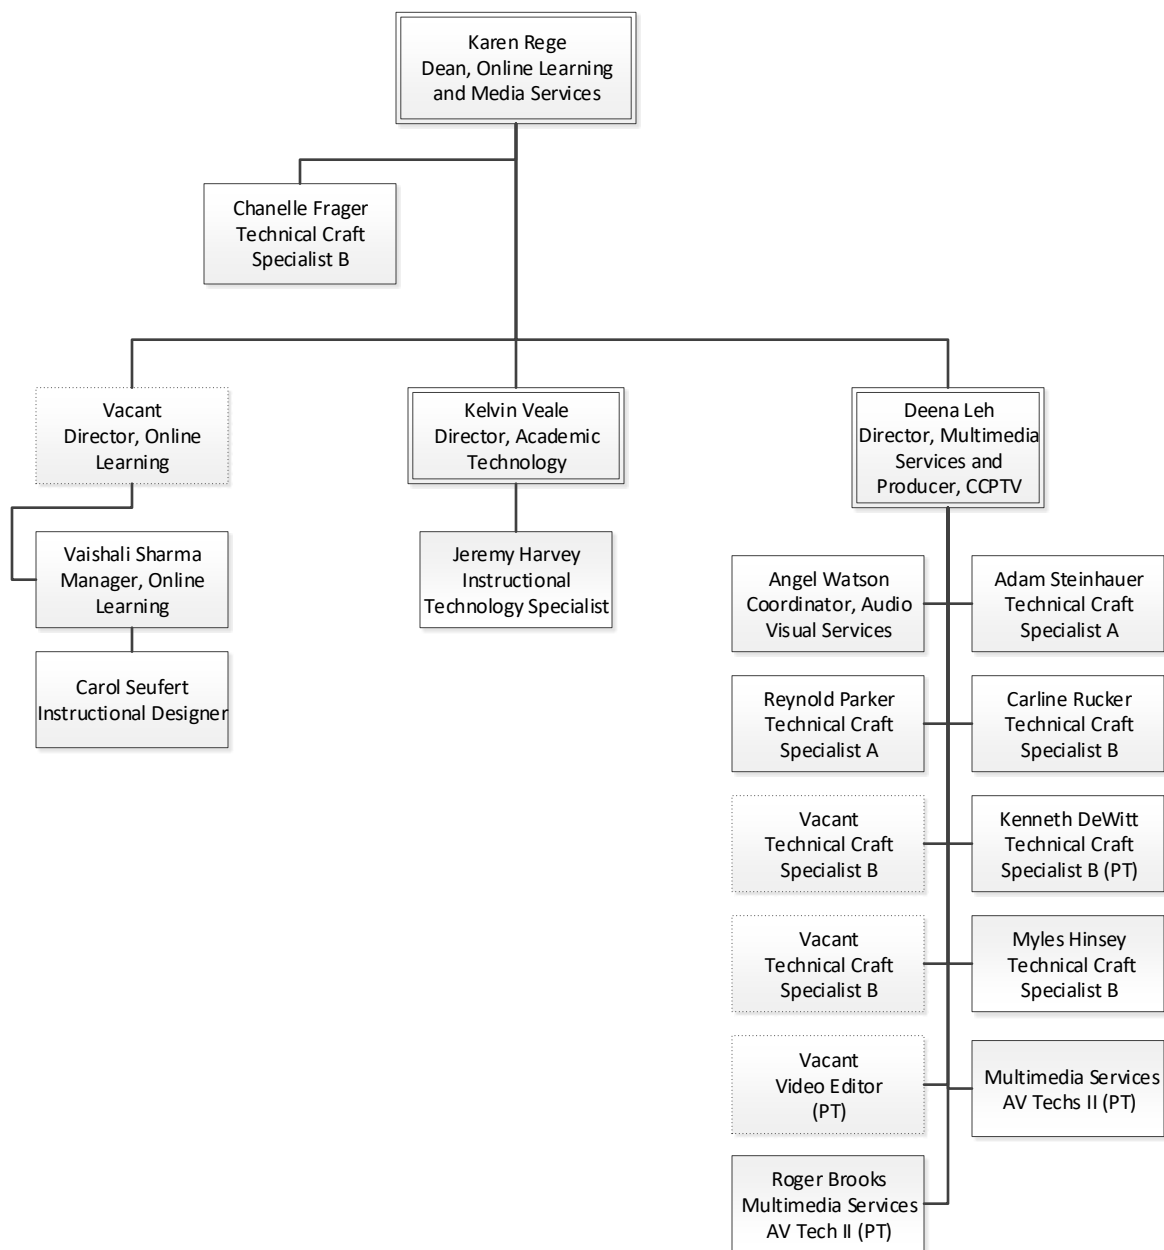 Karen Rege
Dean, Online Learning
and Media Services
Chanelle Frager
Technical Craft
Specialist B
Vacant
Director, Online
Learning
Kelvin Veale
Director, Academic
Technology
Deena Leh
Director, Multimedia
Services and
Producer, CCPTV
Vaishali Sharma
Manager, Online
Learning
Carol Seufert
Instructional Designer
Jeremy Harvey
Instructional
Technology Specialist
Angel Watson
Coordinator, Audio
Visual Services
Adam Steinhauer
Technical Craft
Specialist A
Reynold Parker
Technical Craft
Specialist A
Carline Rucker
Technical Craft
Specialist B
Vacant
Technical Craft
Specialist B
Kenneth DeWitt
Technical Craft
Specialist B (PT)
Vacant
Technical Craft
Specialist B
Myles Hinsey
Technical Craft
Specialist B
Vacant
Video Editor
(PT)
Multimedia Services
AV Techs II (PT)
Roger Brooks
Multimedia Services
AV Tech II (PT)